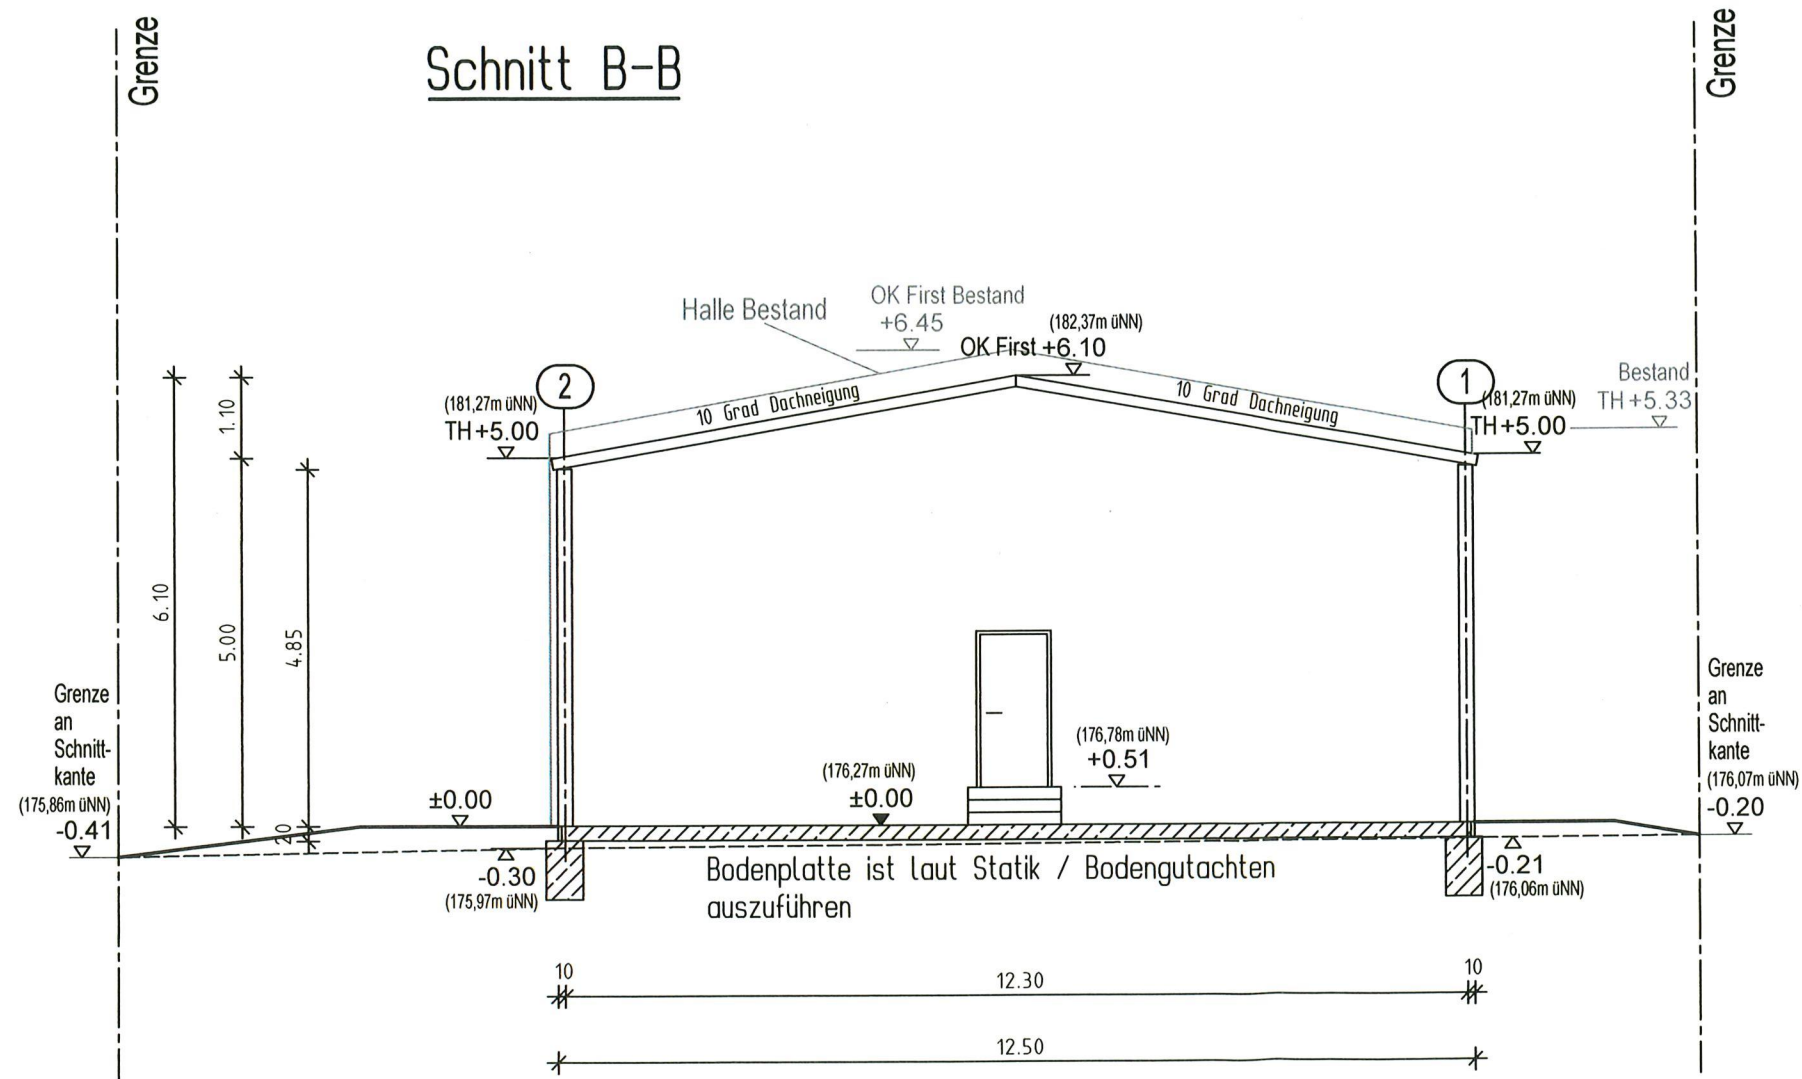 Grenze
Schnitt B-B
Grenze
Halle Bestand
OK First Bestand
+6.45
(182,37m üNN)
OK First +6.10
10 Grad Dachneigung
10 Grad Dachneigung
2
1
(181,27m üNN)
TH+5.00
(181,27m üNN)
TH+5.00
Bestand
TH +5.33
1.10
6.10
5.00
4.85
20
Grenze
an
Schnitt-
kante
(175,86m üNN)
-0.41
±0.00
(176,27m üNN)
±0.00
(176,78m üNN)
+0.51
Grenze
an
Schnitt-
kante
(176,07m üNN)
-0.20
-0.30
(175,97m üNN)
Bodenplatte ist laut Statik / Bodengutachten
auszuführen
-0.21
(176,06m üNN)
10
12.30
10
12.50